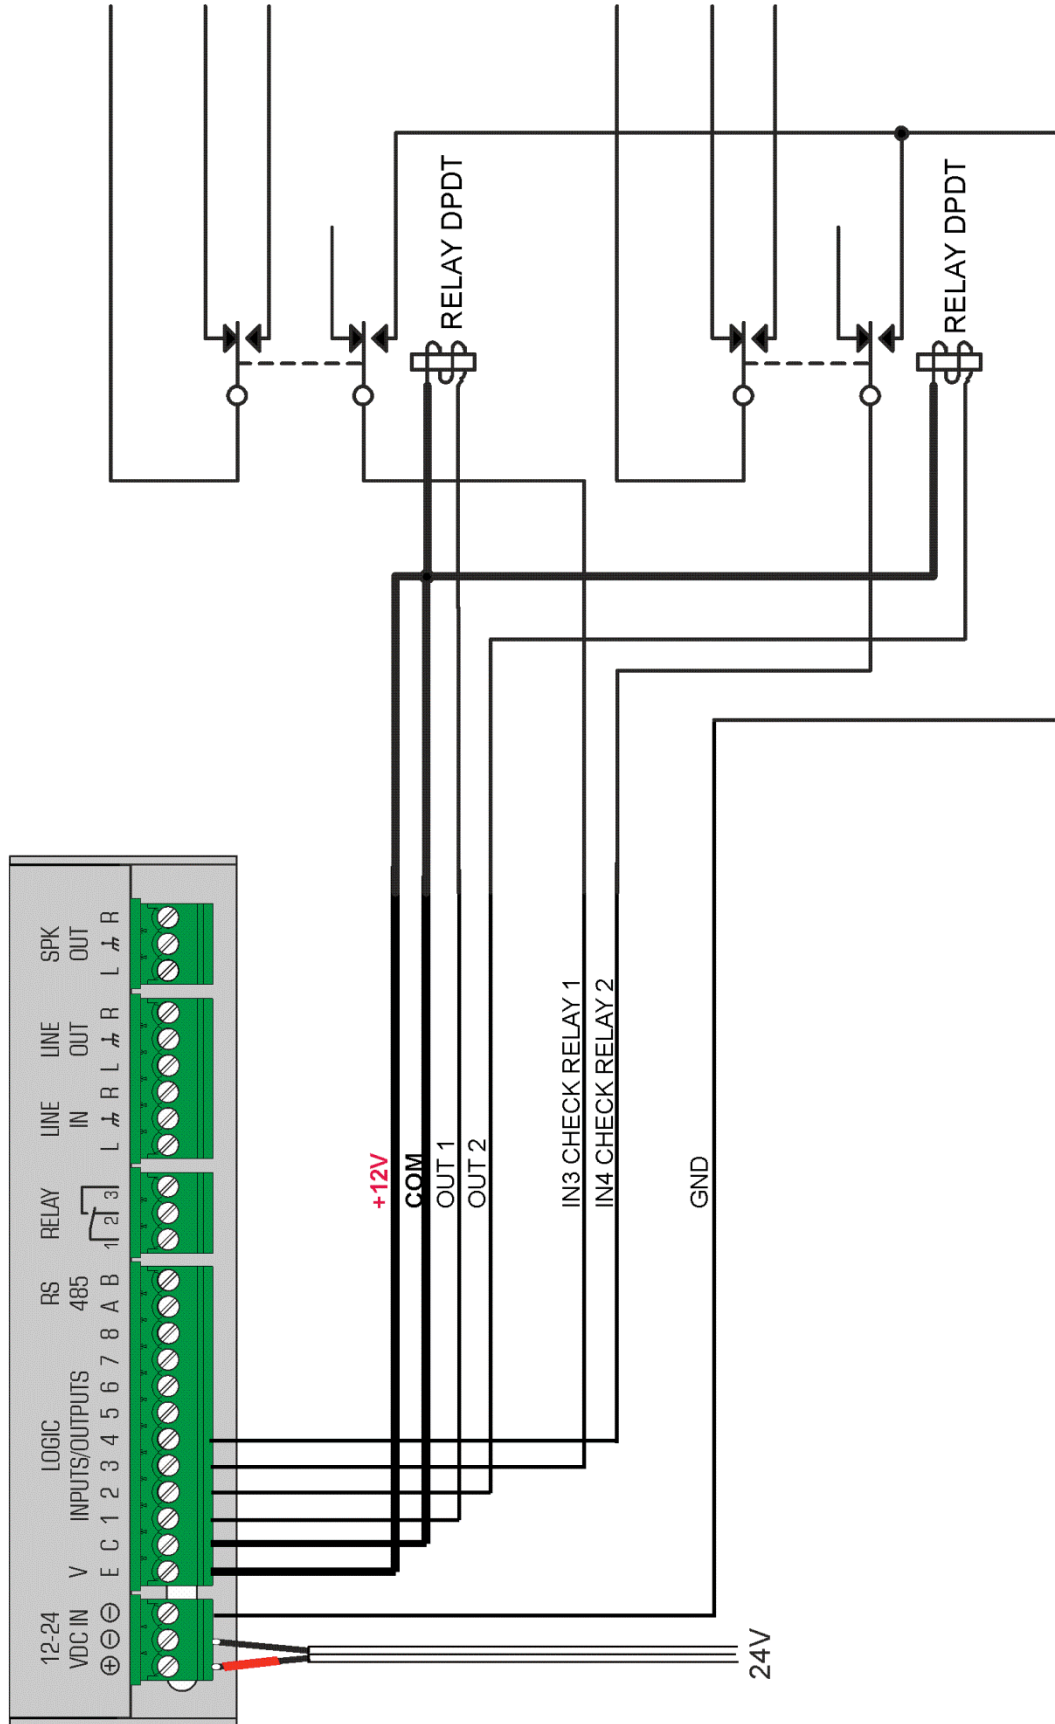 SPK
OUT
L R
LINE
OUT
L R
LINE
IN
L R
RELAY
1 2 3
RS
485
A B
LOGIC
INPUTS/OUTPUTS
1 2 3 4 5 6 7 8
V
E C
12-24
VDC IN
⊕ ⊖ ⊖
+12V
COM
OUT 1
OUT 2
IN3 CHECK RELAY 1
IN4 CHECK RELAY 2
GND
24V
RELAY DPDT
RELAY DPDT